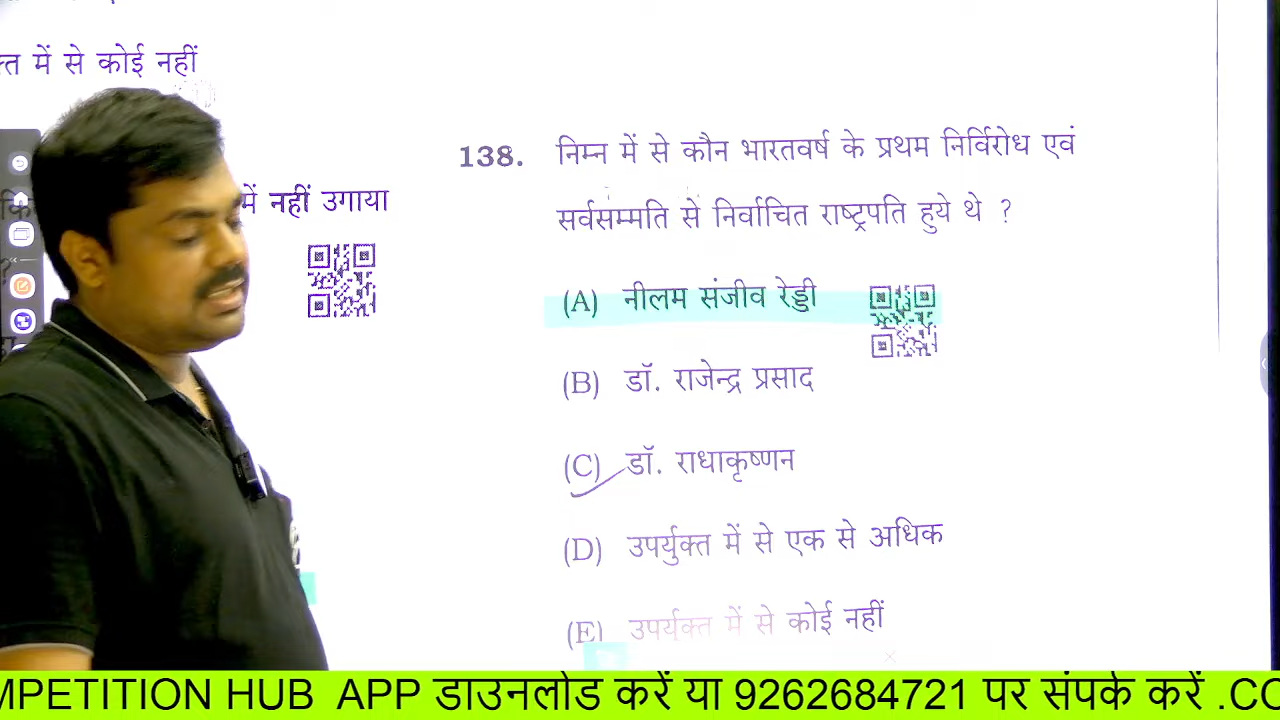 में से कोई नहीं
में नहीं उगाया
138. निम्न में से कौन भारतवर्ष के प्रथम निर्विरोध एवं
सर्वसम्मति से निर्वाचित राष्ट्रपति हुये थे ?
(A) नीलम संजीव रेड्डी
(B) डॉ. राजेन्द्र प्रसाद
(C) डॉ. राधाकृष्णन
(D) उपर्युक्त में से एक से अधिक
(E) उपर्युक्त में से कोई नहीं
MPETITION HUB APP डाउनलोड करें या 9262684721 पर संपर्क करें .CO